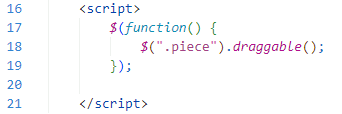 16 <script>
17 $(function() {
18 $(".piece").draggable();
19 });
20
21 </script>